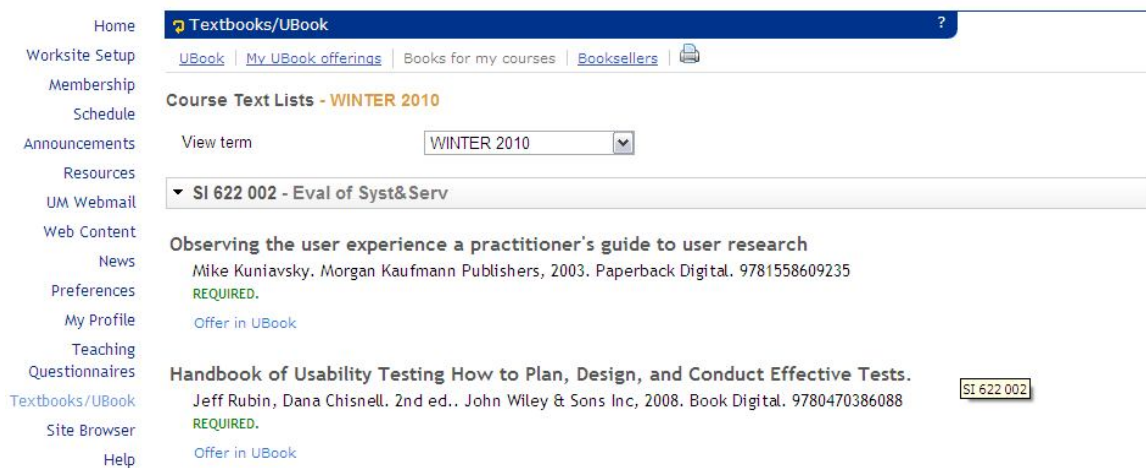 Home
Worksite Setup
Membership
Schedule
Announcements
Resources
UM Webmail
Web Content
News
Preferences
My Profile
Teaching
Questionnaires
Textbooks/UBook
Site Browser
Help
Textbooks/UBook ?
UBook | My UBook offerings | Books for my courses | Booksellers |
Course Text Lists - WINTER 2010
View term WINTER 2010
SI 622 002 - Eval of Syst&Serv
Observing the user experience a practitioner's guide to user research
Mike Kuniavsky. Morgan Kaufmann Publishers, 2003. Paperback Digital. 9781558609235
REQUIRED.
Offer in UBook
Handbook of Usability Testing How to Plan, Design, and Conduct Effective Tests.
Jeff Rubin, Dana Chisnell. 2nd ed.. John Wiley & Sons Inc, 2008. Book Digital. 9780470386088
REQUIRED.
Offer in UBook
SI 622 002